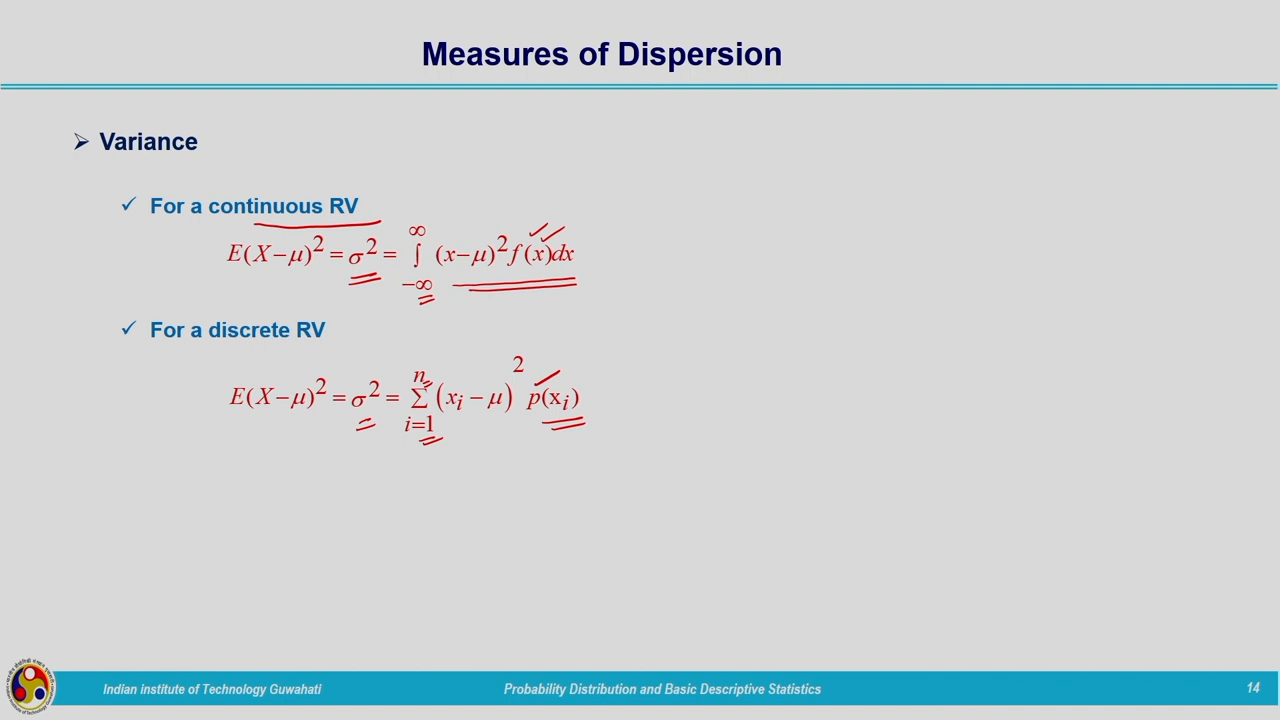 Measures of Dispersion
➢ Variance
✓ For a continuous RV
E(X−μ)² = σ² = ∫_{−∞}^{∞} (x−μ)² f(x)dx
✓ For a discrete RV
E(X−μ)² = σ² = Σ_{i=1}^{n} (x_i − μ)² p(x_i)
Indian institute of Technology Guwahati
Probability Distribution and Basic Descriptive Statistics
14